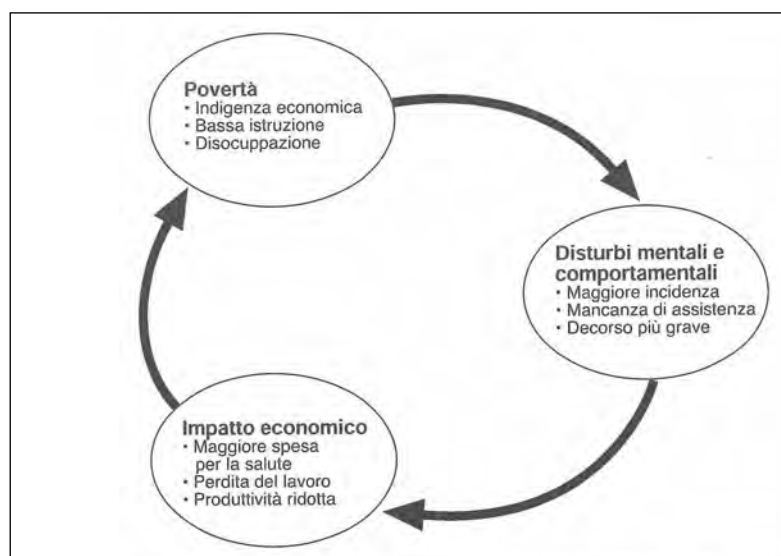 Povertà
• Indigenza economica
• Bassa istruzione
• Disocuppazione
Disturbi mentali e
comportamentali
• Maggiore incidenza
• Mancanza di assistenza
• Decorso più grave
Impatto economico
• Maggiore spesa
per la salute
• Perdita del lavoro
• Produttività ridotta